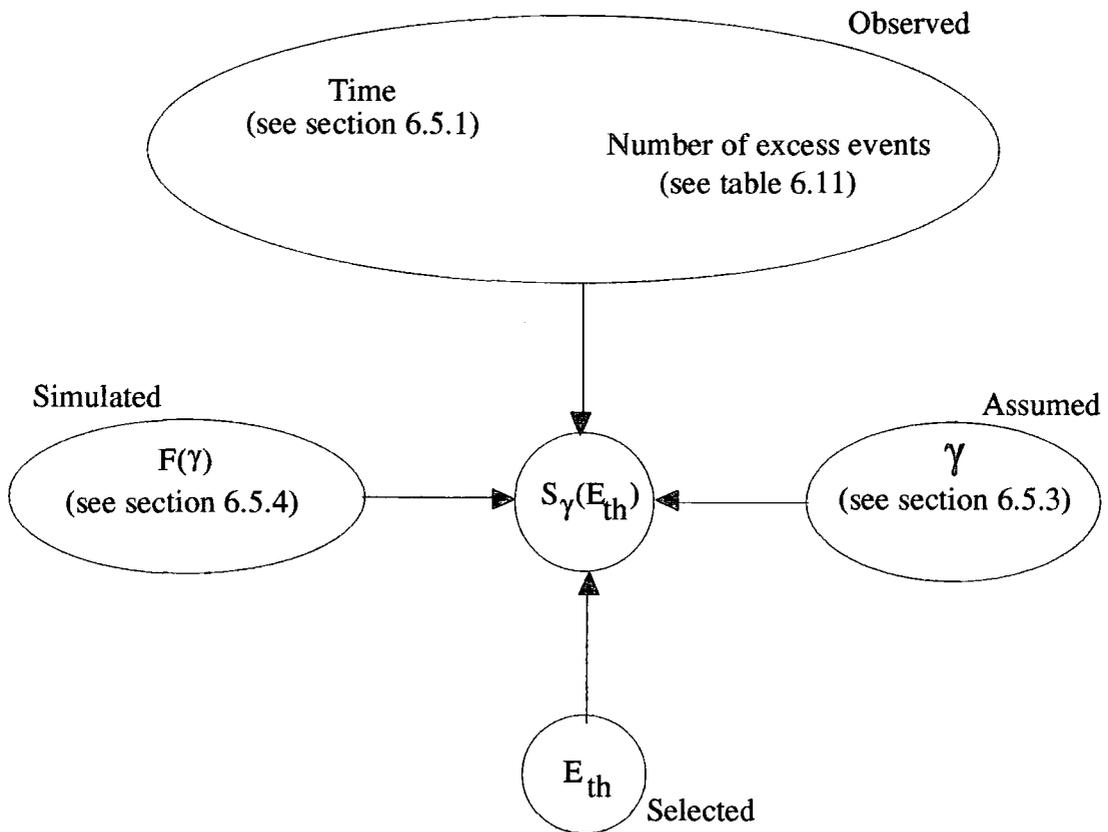 Observed
Time
(see section 6.5.1)
Number of excess events
(see table 6.11)
Simulated
F(γ)
(see section 6.5.4)
Assumed
γ
(see section 6.5.3)
Sγ(Eth)
Eth
Selected